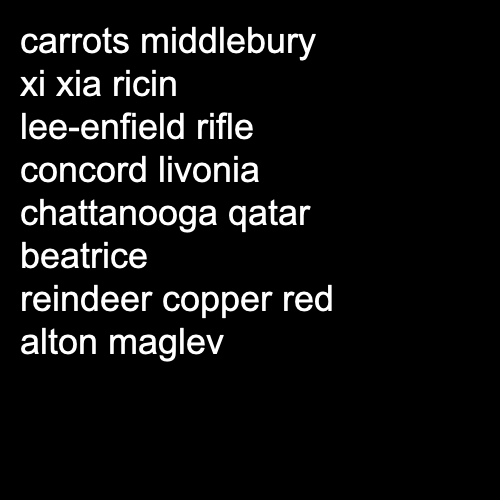 carrots middlebury
xi xia ricin
lee-enfield rifle
concord livonia
chattanooga qatar
beatrice
reindeer copper red
alton maglev